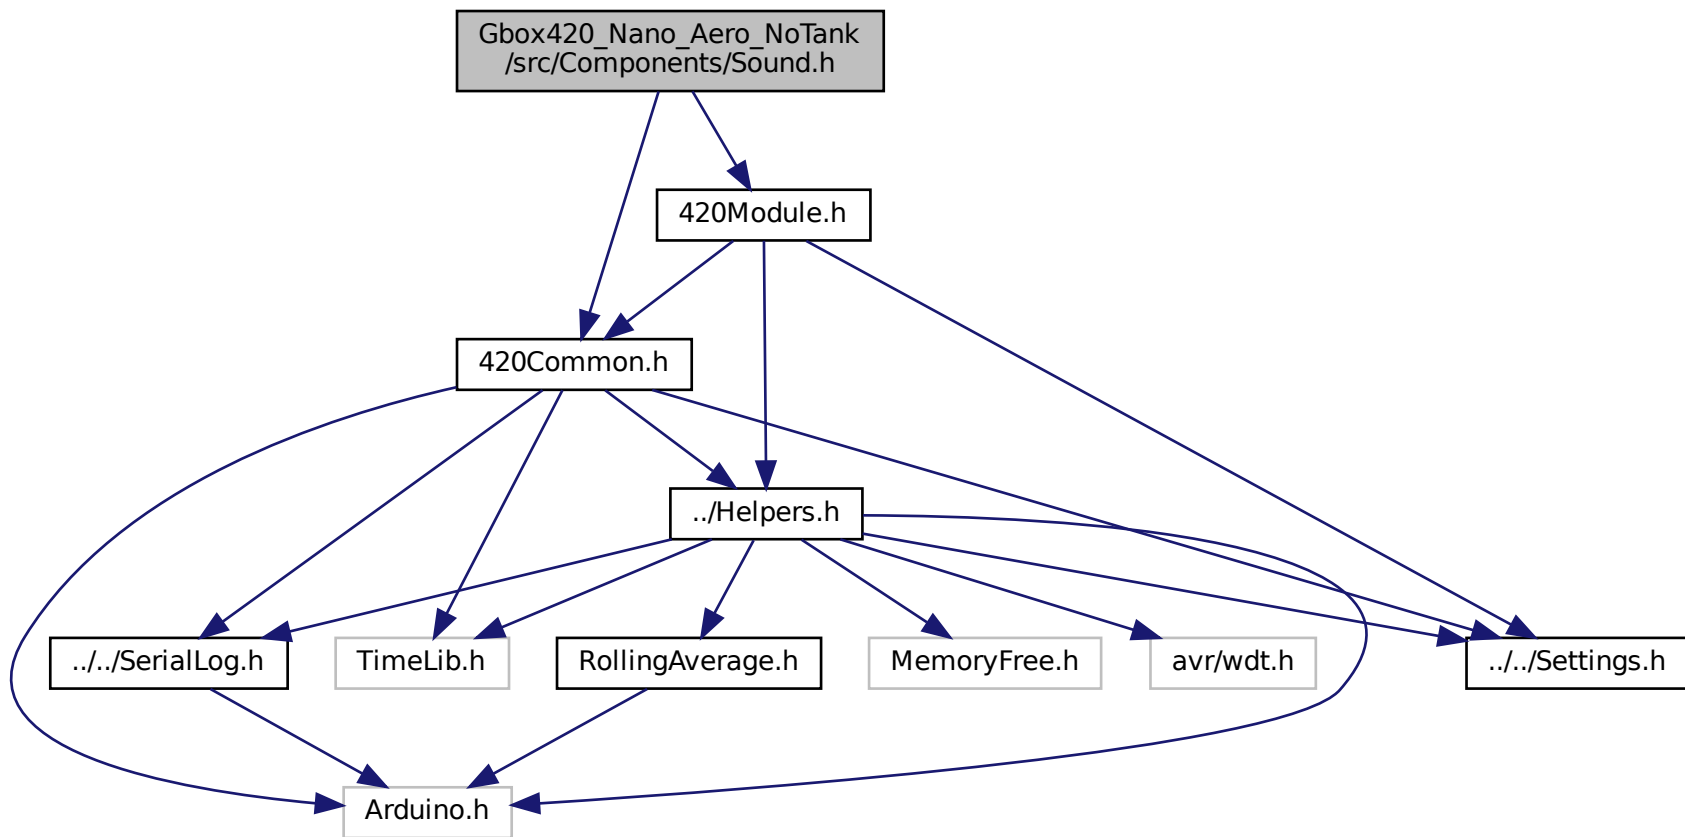 Gbox420_Nano_Aero_NoTank
/src/Components/Sound.h
420Module.h
420Common.h
../Helpers.h
../../SerialLog.h
TimeLib.h
RollingAverage.h
MemoryFree.h
avr/wdt.h
../../Settings.h
Arduino.h